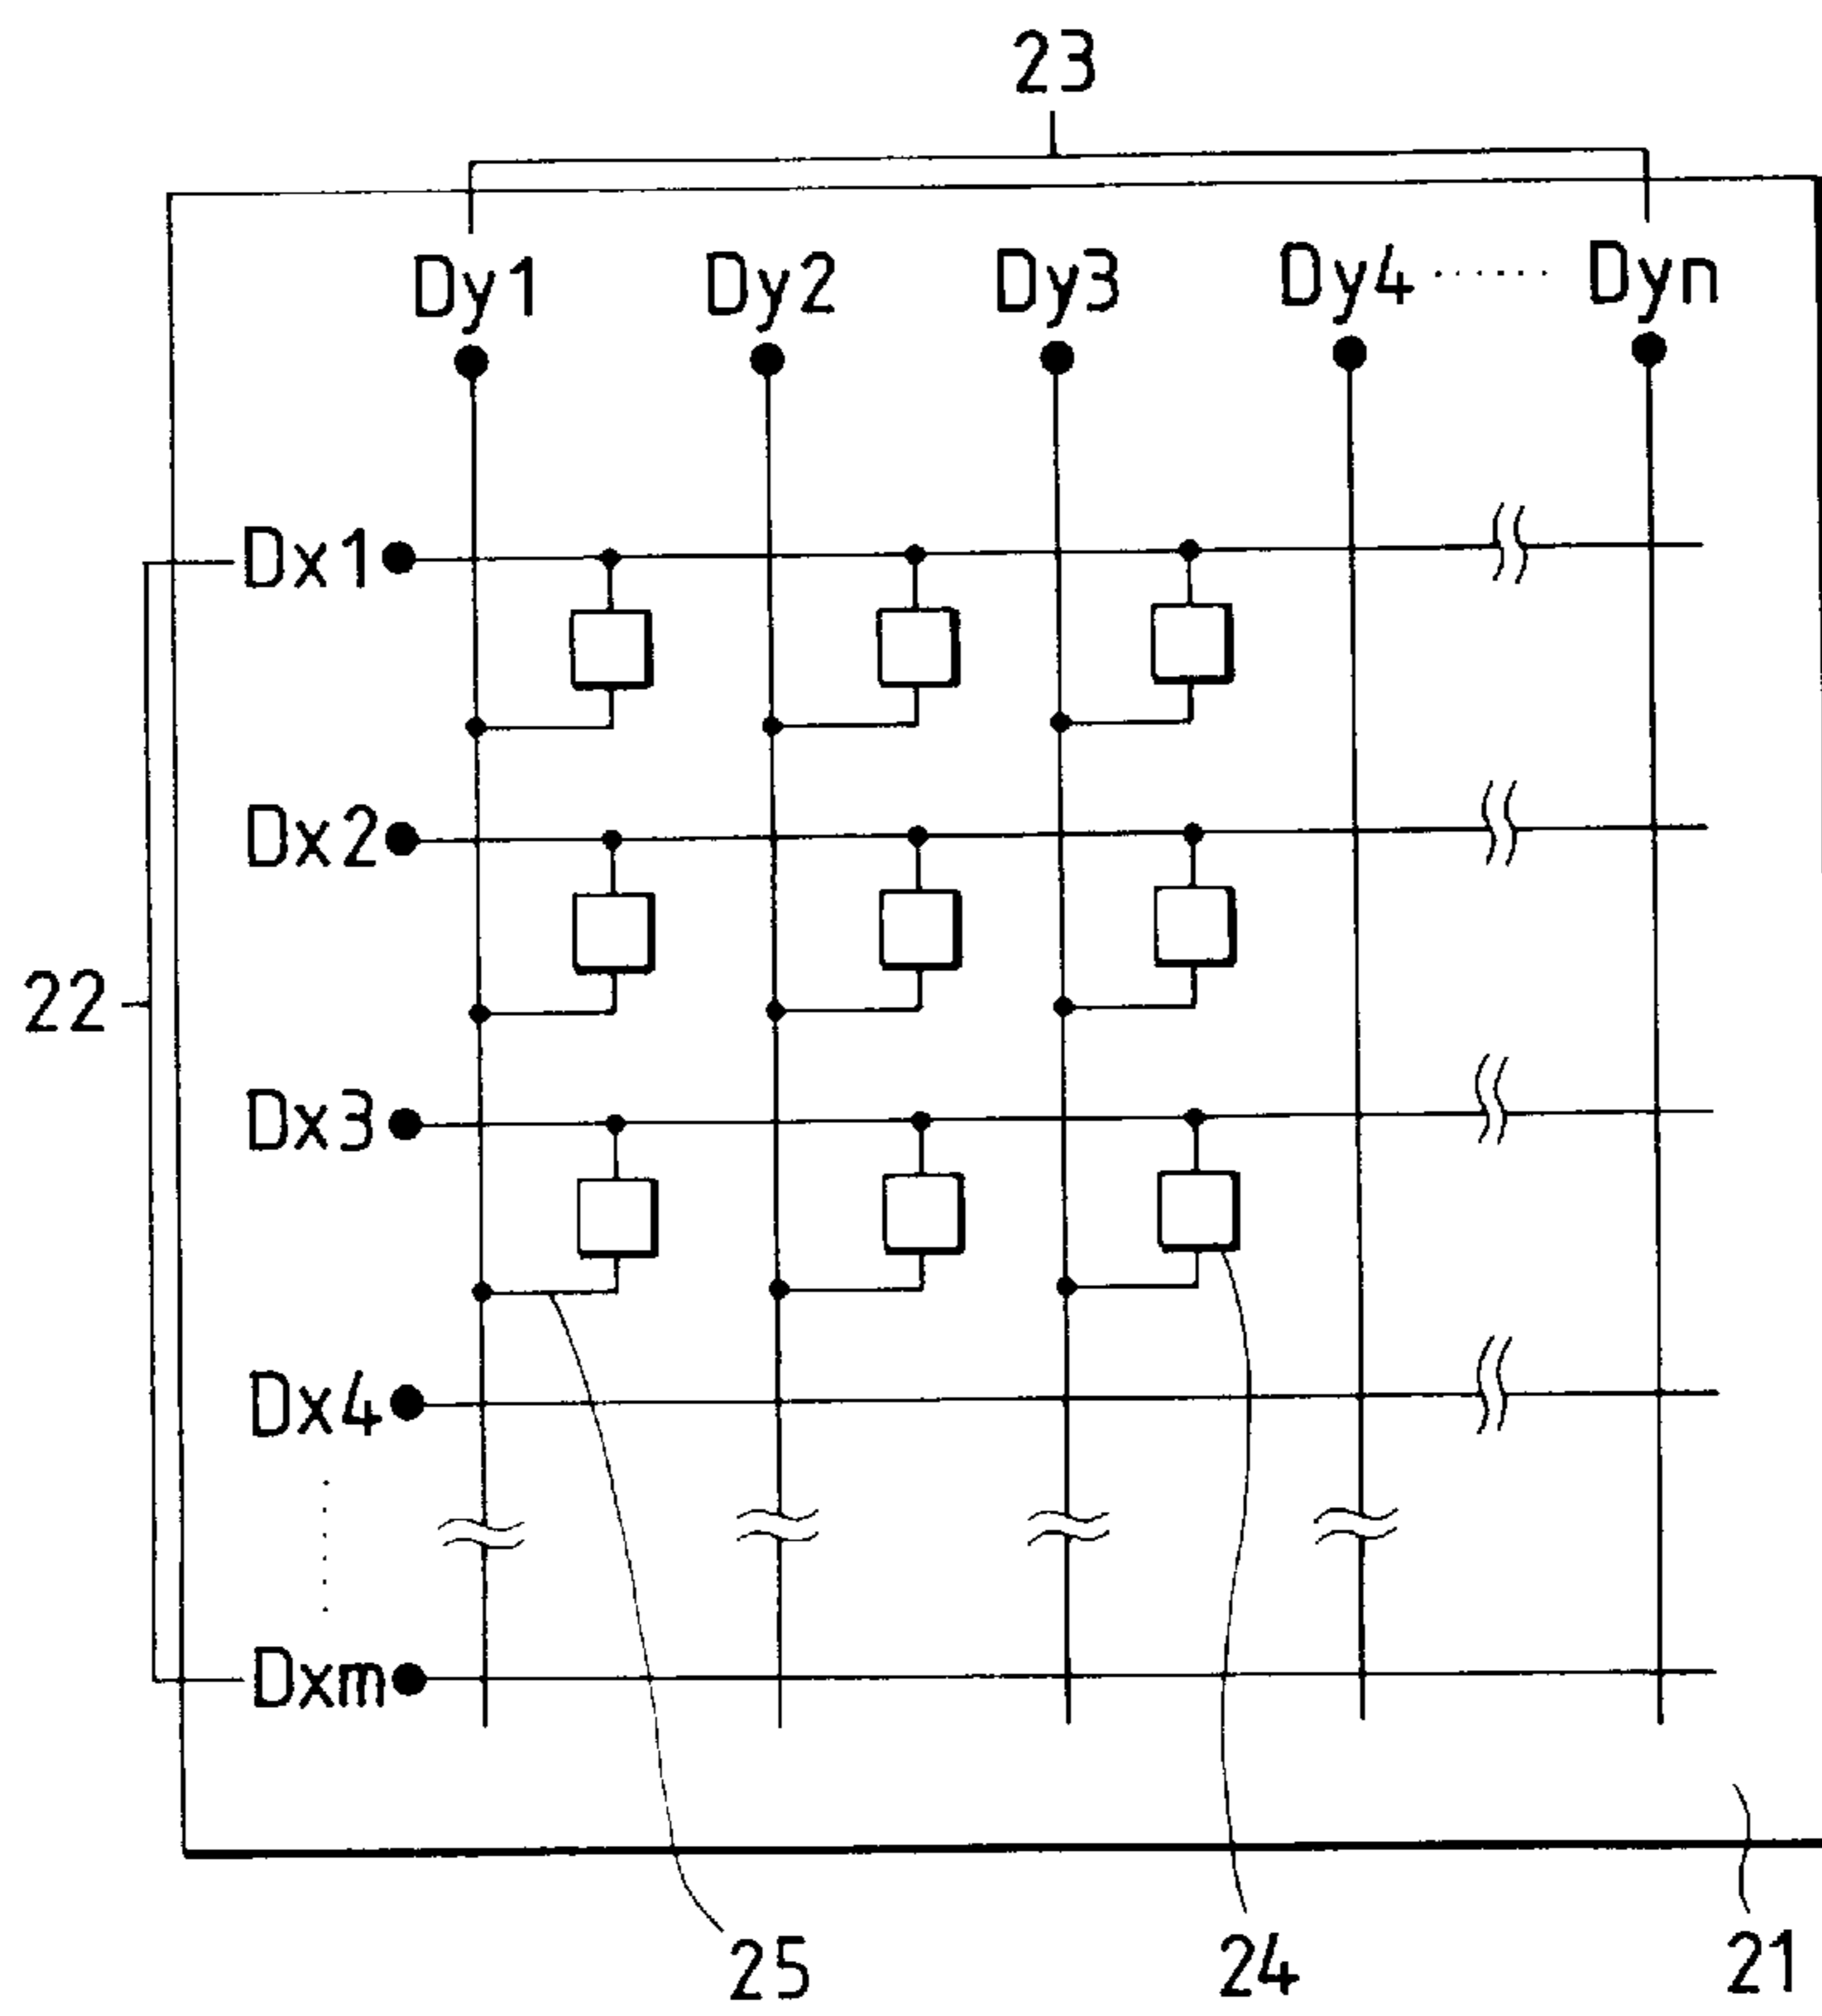 23
Dy1 Dy2 Dy3 Dy4 ...... Dyn
Dx1
Dx2
22
Dx3
Dx4
Dxm
25 24 21